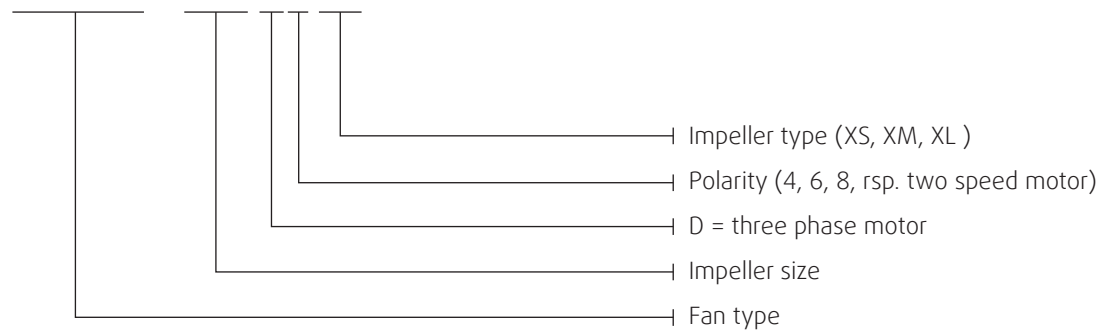 Impeller type (XS, XM, XL )
Polarity (4, 6, 8, rsp. two speed motor)
D = three phase motor
Impeller size
Fan type